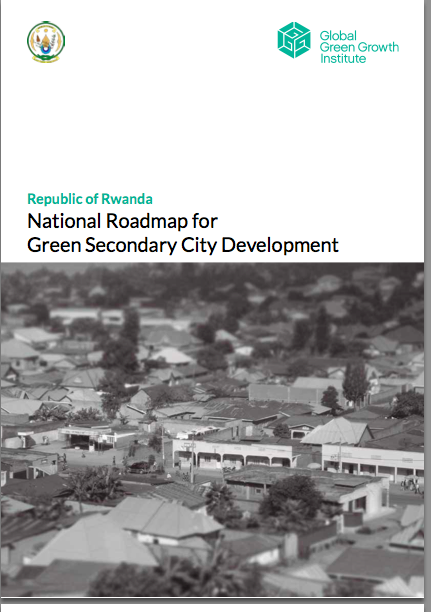 Global
Green Growth
Institute
Republic of Rwanda
National Roadmap for
Green Secondary City Development